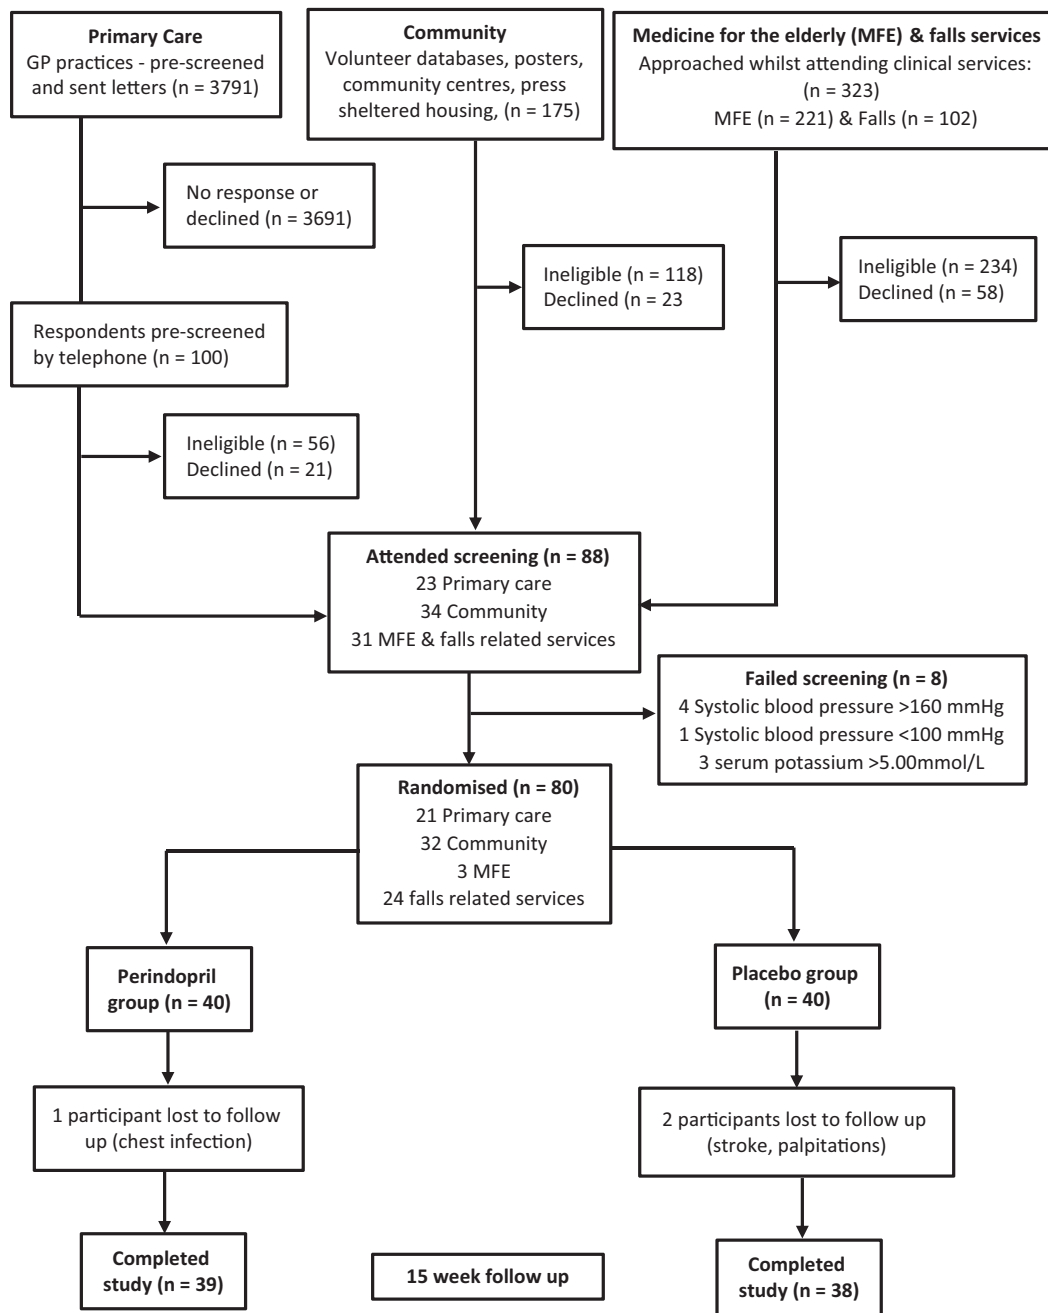 Primary Care
GP practices - pre-screened
and sent letters (n = 3791)
Community
Volunteer databases, posters,
community centres, press
sheltered housing, (n = 175)
Medicine for the elderly (MFE) & falls services
Approached whilst attending clinical services:
(n = 323)
MFE (n = 221) & Falls (n = 102)
No response or
declined (n = 3691)
Ineligible (n = 118)
Declined (n = 23
Ineligible (n = 234)
Declined (n = 58)
Respondents pre-screened
by telephone (n = 100)
Ineligible (n = 56)
Declined (n = 21)
Attended screening (n = 88)
23 Primary care
34 Community
31 MFE & falls related services
Failed screening (n = 8)
4 Systolic blood pressure >160 mmHg
1 Systolic blood pressure <100 mmHg
3 serum potassium >5.00mmol/L
Randomised (n = 80)
21 Primary care
32 Community
3 MFE
24 falls related services
Perindopril
group (n = 40)
Placebo group
(n = 40)
1 participant lost to follow
up (chest infection)
2 participants lost to follow up
(stroke, palpitations)
Completed
study (n = 39)
15 week follow up
Completed
study (n = 38)